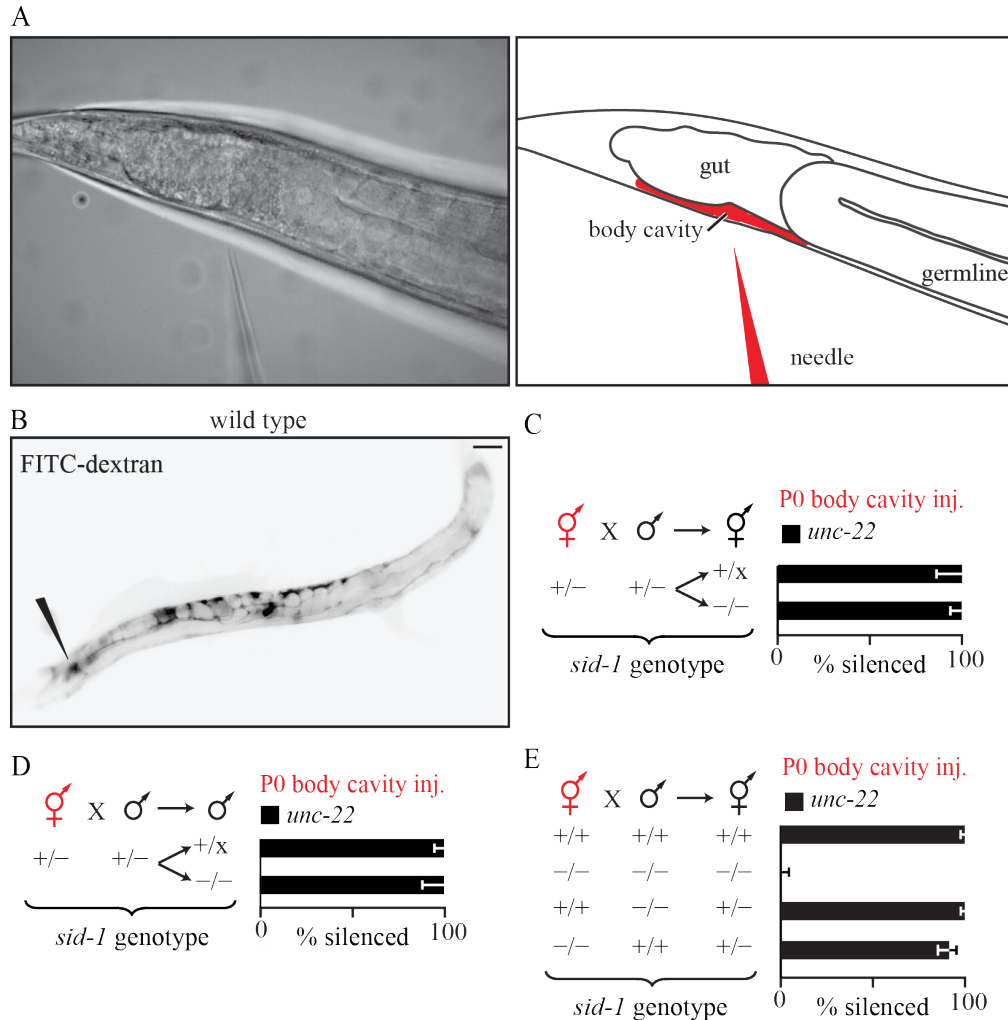 A
gut
body cavity
germline
needle
B
wild type
FITC-dextran
C
P0 body cavity inj.
unc-22
X
+/− +/− +/x
−/−
sid-1 genotype
0 100
% silenced
D
P0 body cavity inj.
unc-22
X
+/− +/− +/x
−/−
sid-1 genotype
0 100
% silenced
E
P0 body cavity inj.
unc-22
X
+/+ +/+ +/+
−/− −/− −/−
+/+ −/− +/−
−/− +/+ +/−
sid-1 genotype
0 100
% silenced